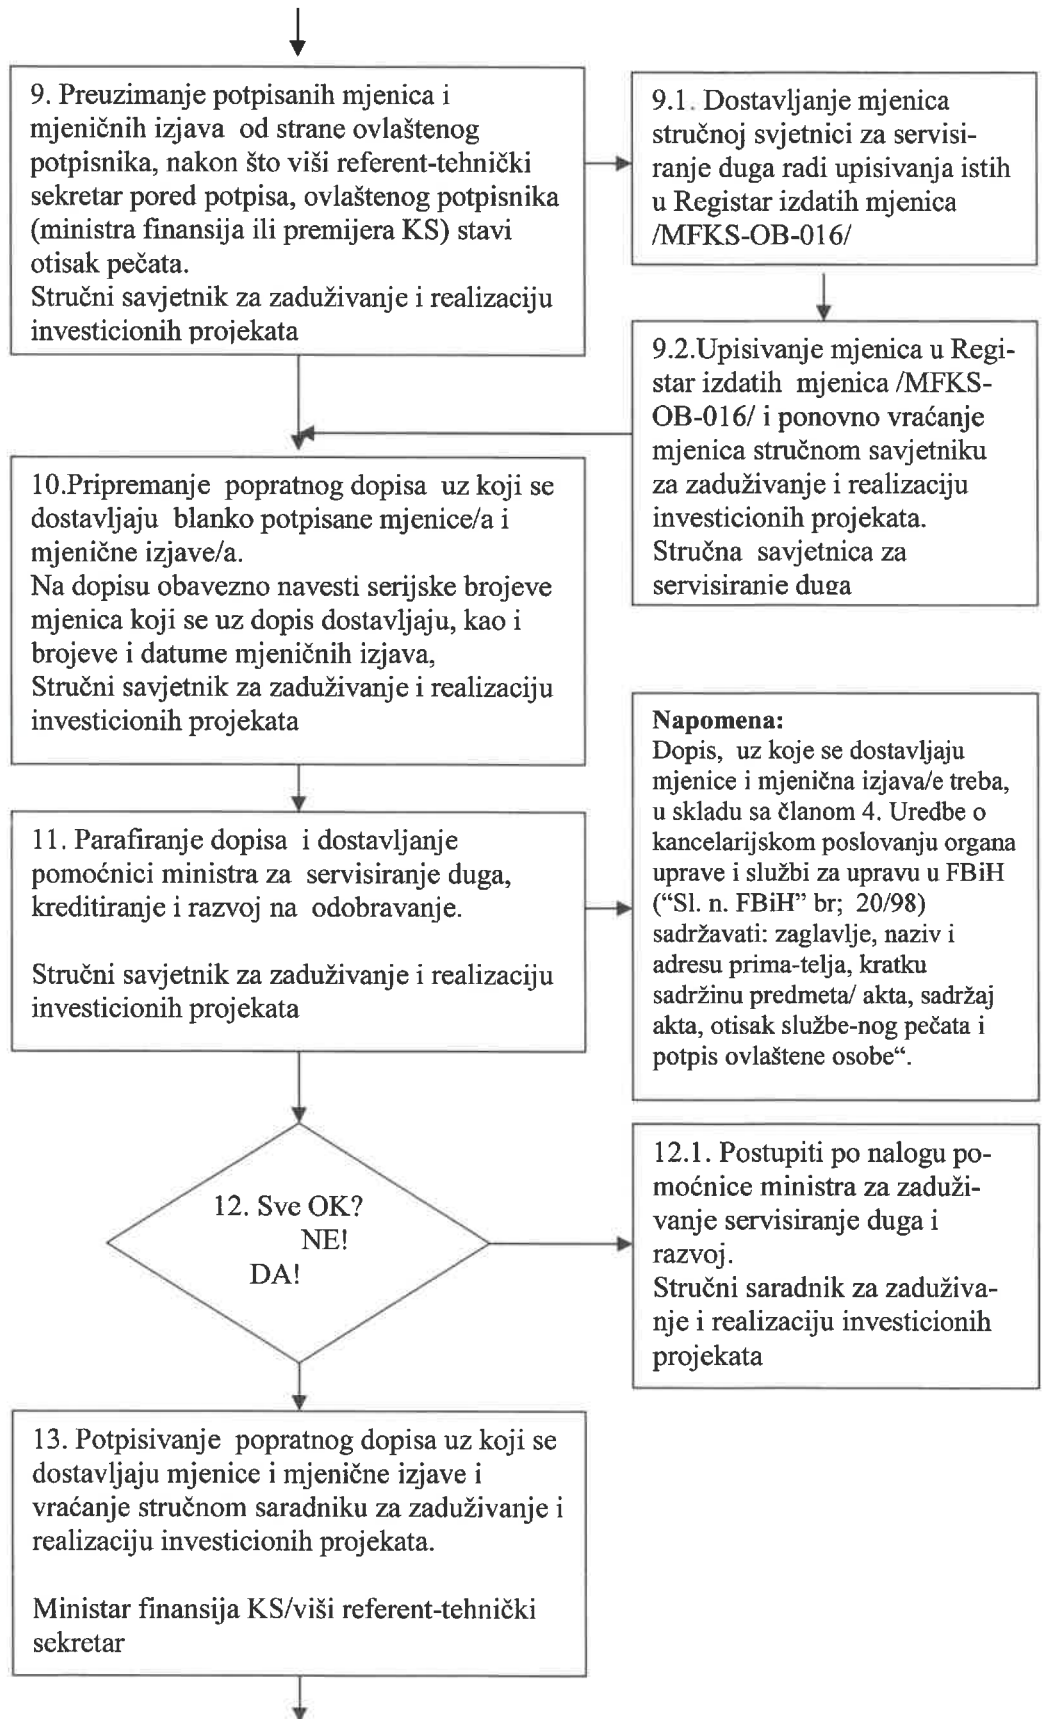 9. Preuzimanje potpisanih mjenica i
mjeničnih izjava od strane ovlaštenog
potpisnika, nakon što viši referent-tehnički
sekretar pored potpisa, ovlaštenog potpisnika
(ministra finansija ili premijera KS) stavi
otisak pečata.
Stručni savjetnik za zaduživanje i realizaciju
investicionih projekata
9.1. Dostavljanje mjenica
stručnoj svjetnici za servisi-
ranje duga radi upisivanja istih
u Registar izdatih mjenica
/MFKS-OB-016/
9.2.Upisivanje mjenica u Regi-
star izdatih mjenica /MFKS-
OB-016/ i ponovno vraćanje
mjenica stručnom savjetniku
za zaduživanje i realizaciju
investicionih projekata.
Stručna savjetnica za
servisiranje duga
10.Pripremanje popratnog dopisa uz koji se
dostavljaju blanko potpisane mjenice/a i
mjenične izjave/a.
Na dopisu obavezno navesti serijske brojeve
mjenica koji se uz dopis dostavljaju, kao i
brojeve i datume mjeničnih izjava,
Stručni savjetnik za zaduživanje i realizaciju
investicionih projekata
Napomena:
Dopis, uz koje se dostavljaju
mjenice i mjenična izjava/e treba,
u skladu sa članom 4. Uredbe o
kancelarijskom poslovanju organa
uprave i službi za upravu u FBiH
(“Sl. n. FBiH” br; 20/98)
sadržavati: zaglavlje, naziv i
adresu prima-telja, kratku
sadržinu predmeta/ akta, sadržaj
akta, otisak službe-nog pečata i
potpis ovlaštene osobe“.
11. Parafiranje dopisa i dostavljanje
pomoćnici ministra za servisiranje duga,
kreditiranje i razvoj na odobravanje.
Stručni savjetnik za zaduživanje i realizaciju
investicionih projekata
12. Sve OK?
NE!
DA!
12.1. Postupiti po nalogu po-
moćnice ministra za zaduži-
vanje servisiranje duga i
razvoj.
Stručni saradnik za zaduživa-
nje i realizaciju investicionih
projekata
13. Potpisivanje popratnog dopisa uz koji se
dostavljaju mjenice i mjenične izjave i
vraćanje stručnom saradniku za zaduživanje i
realizaciju investicionih projekata.
Ministar finansija KS/viši referent-tehnički
sekretar